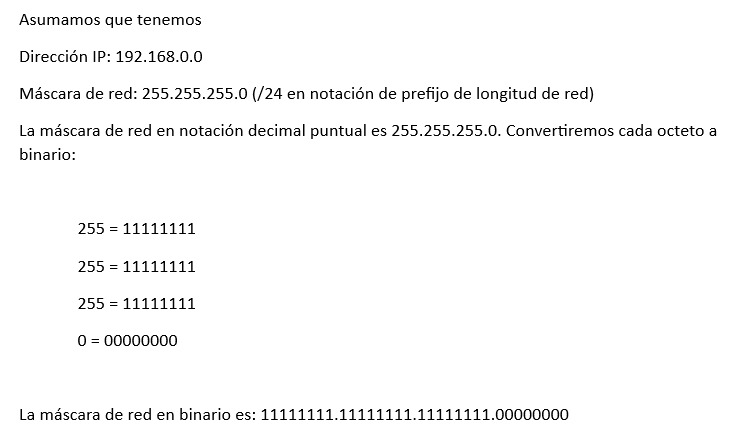 Asumamos que tenemos
Dirección IP: 192.168.0.0
Máscara de red: 255.255.255.0 (/24 en notación de prefijo de longitud de red)
La máscara de red en notación decimal puntual es 255.255.255.0. Convertiremos cada octeto a
binario:
255 = 11111111
255 = 11111111
255 = 11111111
0 = 00000000
La máscara de red en binario es: 11111111.11111111.11111111.00000000